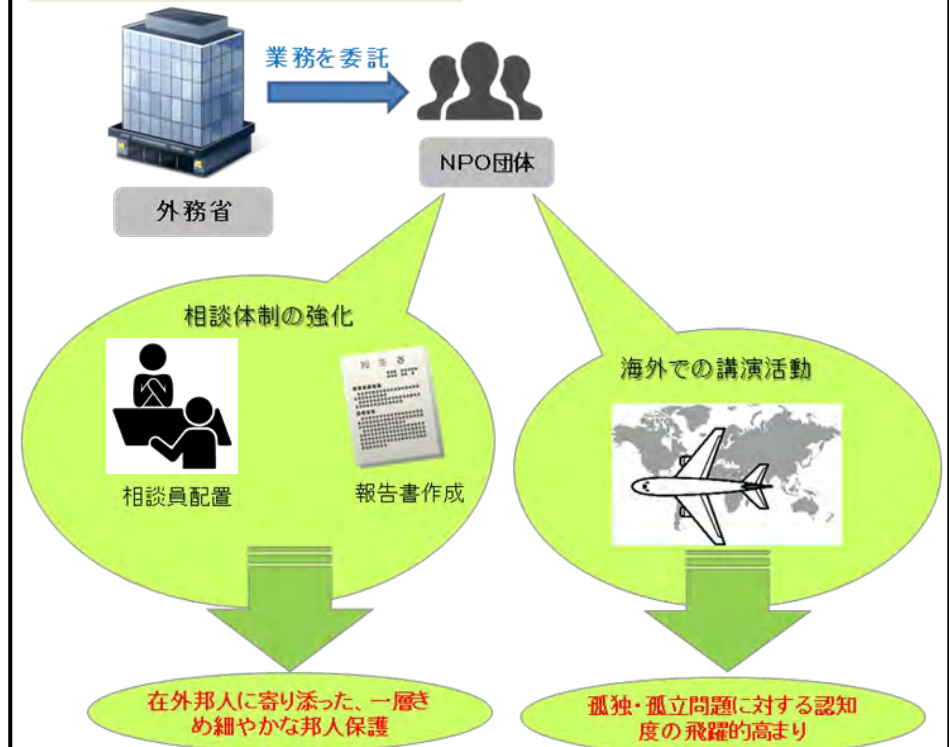 業務を委託
NPO団体
外務省
相談体制の強化
報告書
相談員配置
報告書作成
海外での講演活動
在外邦人に寄り添った、一層き
め細やかな邦人保護
孤独・孤立問題に対する認知
度の飛躍的高まり